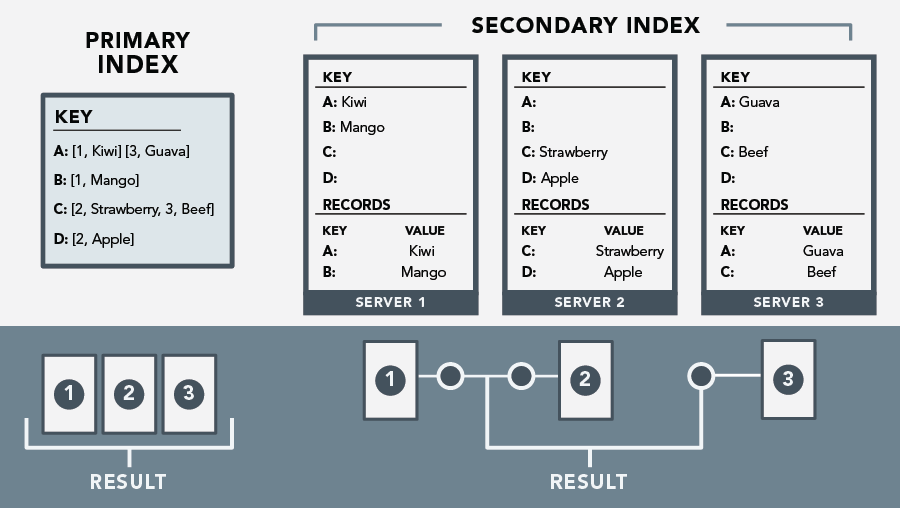 PRIMARY
INDEX
KEY
A: [1, Kiwi] [3, Guava]
B: [1, Mango]
C: [2, Strawberry, 3, Beef]
D: [2, Apple]
SECONDARY INDEX
KEY
A: Kiwi
B: Mango
C:
D:
RECORDS
KEY VALUE
A: Kiwi
B: Mango
SERVER 1
KEY
A:
B:
C: Strawberry
D: Apple
RECORDS
KEY VALUE
C: Strawberry
D: Apple
SERVER 2
KEY
A: Guava
B:
C: Beef
D:
RECORDS
KEY VALUE
A: Guava
C: Beef
SERVER 3
1 2 3
RESULT
1 2 3
RESULT